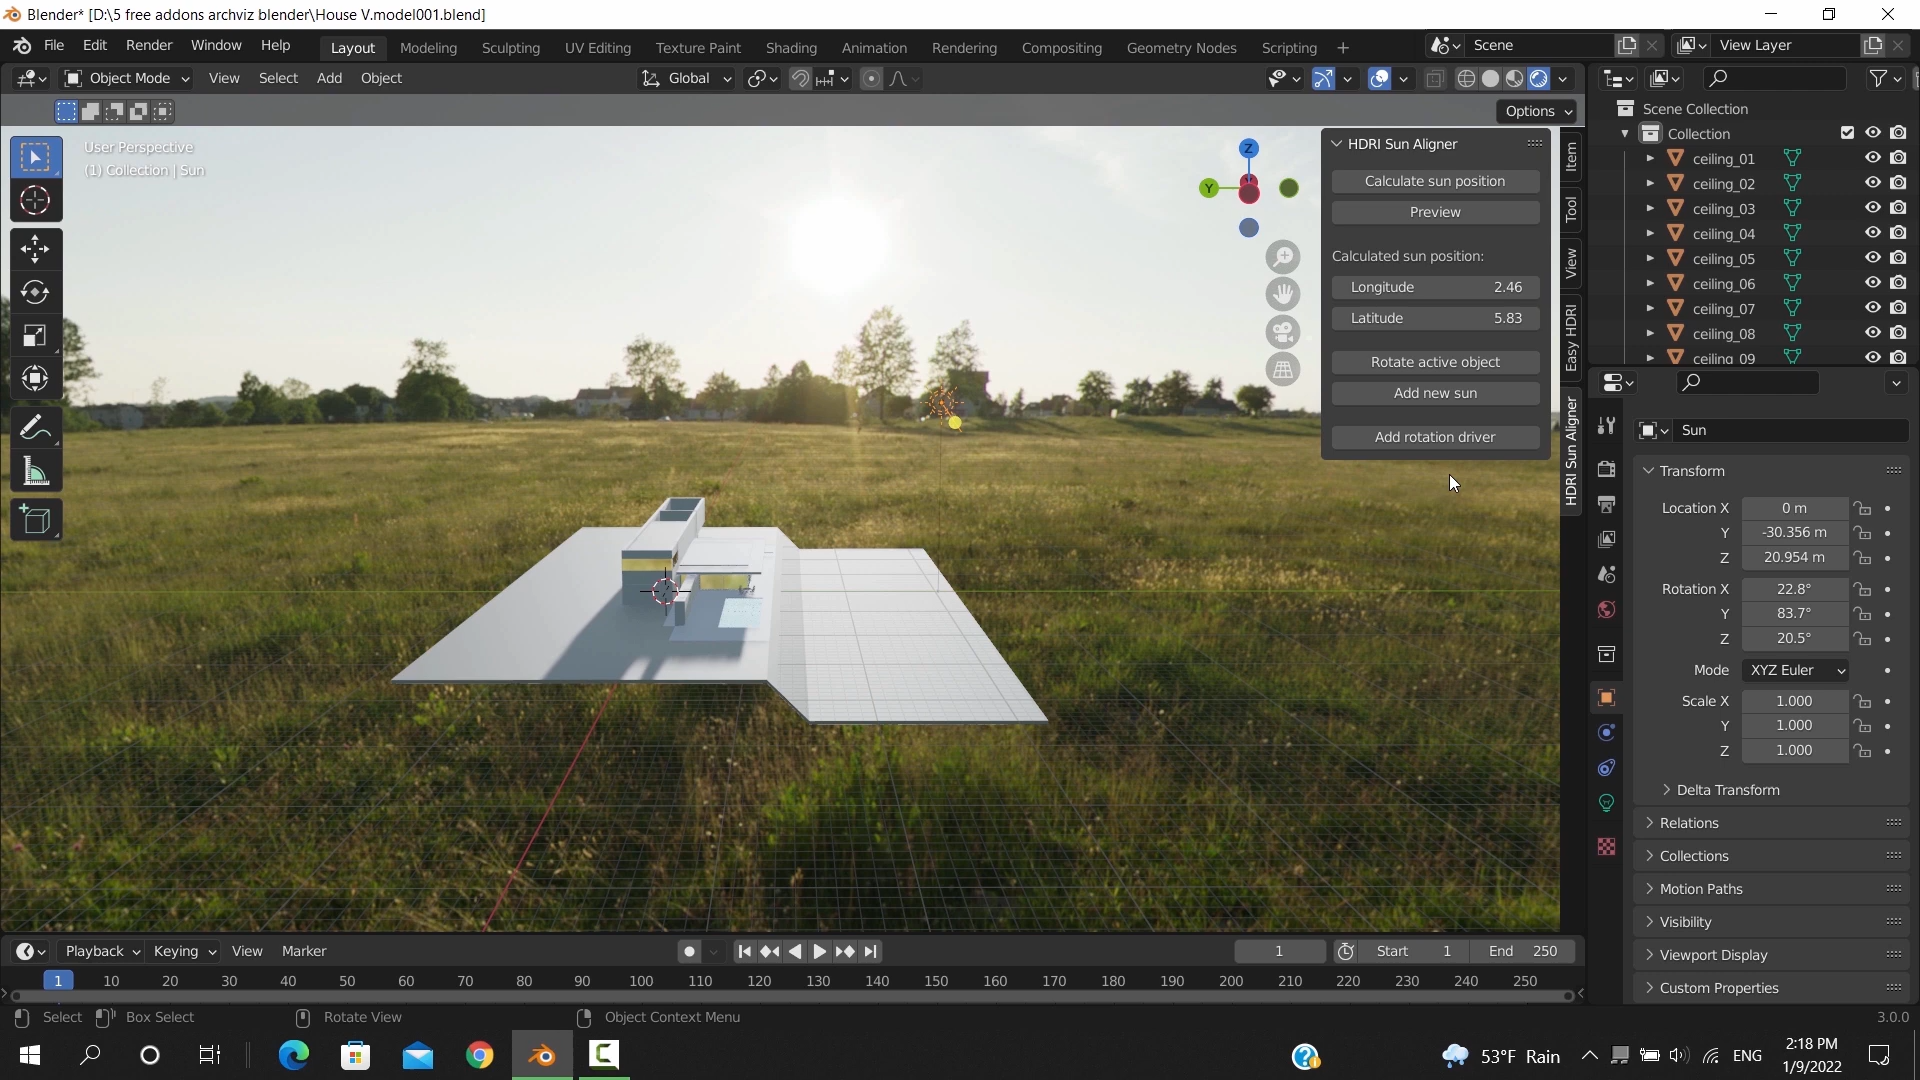 Blender* [D:\5 free addons archviz blender\House V.model001.blend]
File Edit Render Window Help Layout Modeling Sculpting UV Editing Texture Paint Shading Animation Rendering Compositing Geometry Nodes Scripting + Scene View Layer
Object Mode View Select Add Object Global
Options
User Perspective
(1) Collection | Sun
Z
Y
HDRI Sun Aligner
Calculate sun position
Preview
Calculated sun position:
Longitude 2.46
Latitude 5.83
Rotate active object
Add new sun
Add rotation driver
Item
Tool
View
Easy HDRI
HDRI Sun Aligner
Scene Collection
Collection
ceiling_01
ceiling_02
ceiling_03
ceiling_04
ceiling_05
ceiling_06
ceiling_07
ceiling_08
ceiling_09
Sun
Transform
Location X 0 m
Y -30.356 m
Z 20.954 m
Rotation X 22.8°
Y 83.7°
Z 20.5°
Mode XYZ Euler
Scale X 1.000
Y 1.000
Z 1.000
Delta Transform
Relations
Collections
Motion Paths
Visibility
Viewport Display
Custom Properties
Playback Keying View Marker 1 Start 1 End 250
1 10 20 30 40 50 60 70 80 90 100 110 120 130 140 150 160 170 180 190 200 210 220 230 240 250
Select Box Select Rotate View Object Context Menu 3.0.0
53°F Rain ENG
2:18 PM
1/9/2022